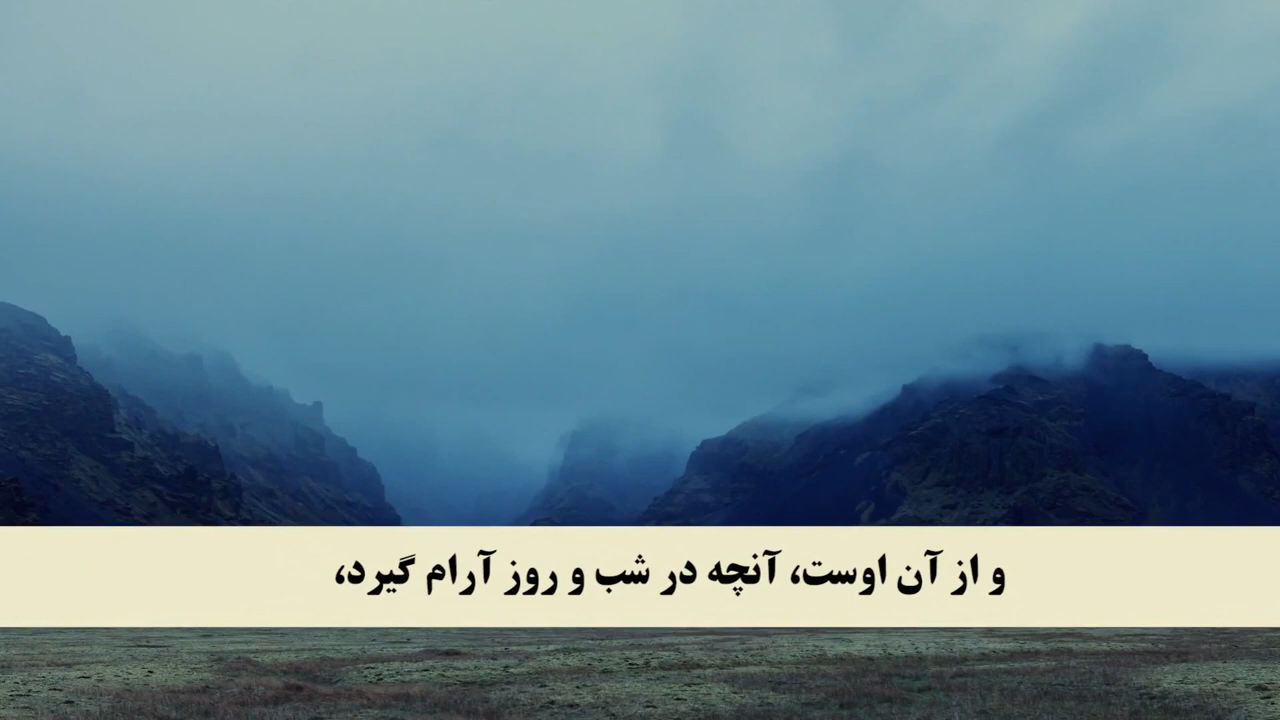 و از آن اوست، آنچه در شب و روز آرام گیرد،